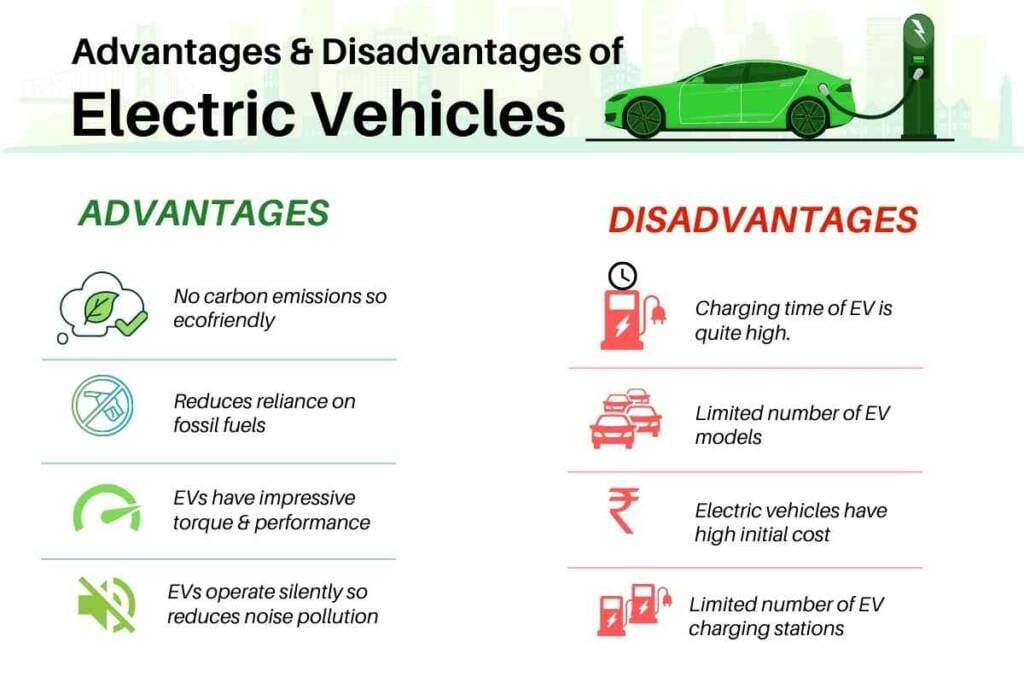 Advantages & Disadvantages of
Electric Vehicles
ADVANTAGES
No carbon emissions so
ecofriendly
Reduces reliance on
fossil fuels
EVs have impressive
torque & performance
EVs operate silently so
reduces noise pollution
DISADVANTAGES
Charging time of EV is
quite high.
Limited number of EV
models
₹
Electric vehicles have
high initial cost
Limited number of EV
charging stations